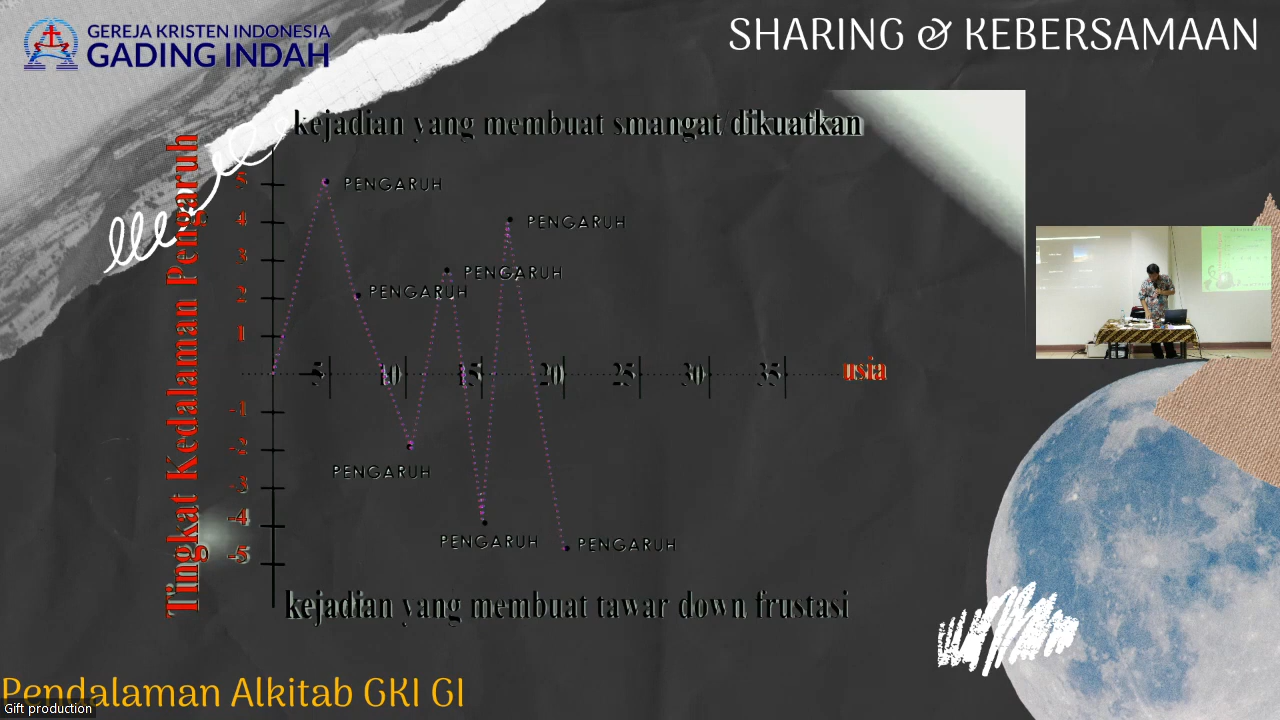 GEREJA KRISTEN INDONESIA
GADING INDAH
SHARING & KEBERSAMAAN
kejadian yang membuat smangat dikuatkan
Tingkat Kedalaman Pengaruh
5
4
3
2
1
-1
-2
-3
-4
-5
PENGARUH
PENGARUH
PENGARUH
PENGARUH
5
10
15
20
25
30
35
usia
PENGARUH
PENGARUH
PENGARUH
kejadian yang membuat tawar down frustasi
Pendalaman Alkitab GKI GI
Gift production